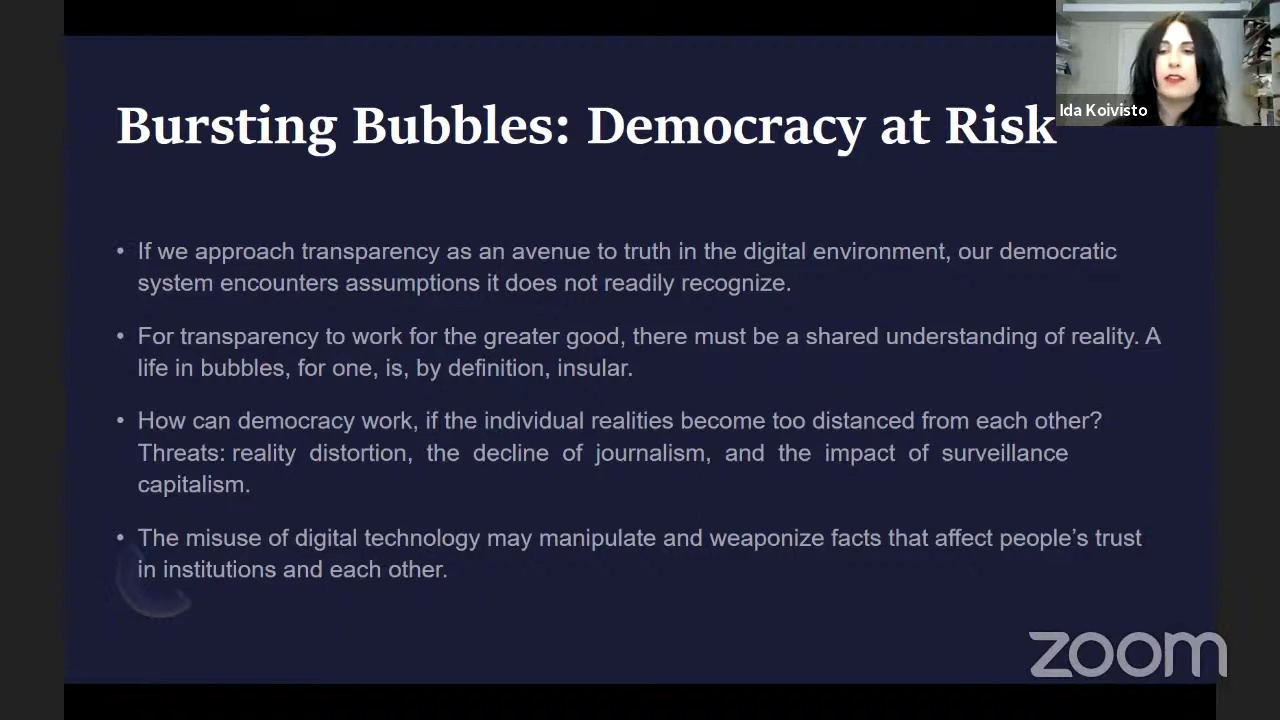 Bursting Bubbles: Democracy at Risk
Ida Koivisto
• If we approach transparency as an avenue to truth in the digital environment, our democratic
system encounters assumptions it does not readily recognize.
• For transparency to work for the greater good, there must be a shared understanding of reality. A
life in bubbles, for one, is, by definition, insular.
• How can democracy work, if the individual realities become too distanced from each other?
Threats: reality distortion, the decline of journalism, and the impact of surveillance
capitalism.
• The misuse of digital technology may manipulate and weaponize facts that affect people’s trust
in institutions and each other.
zoom